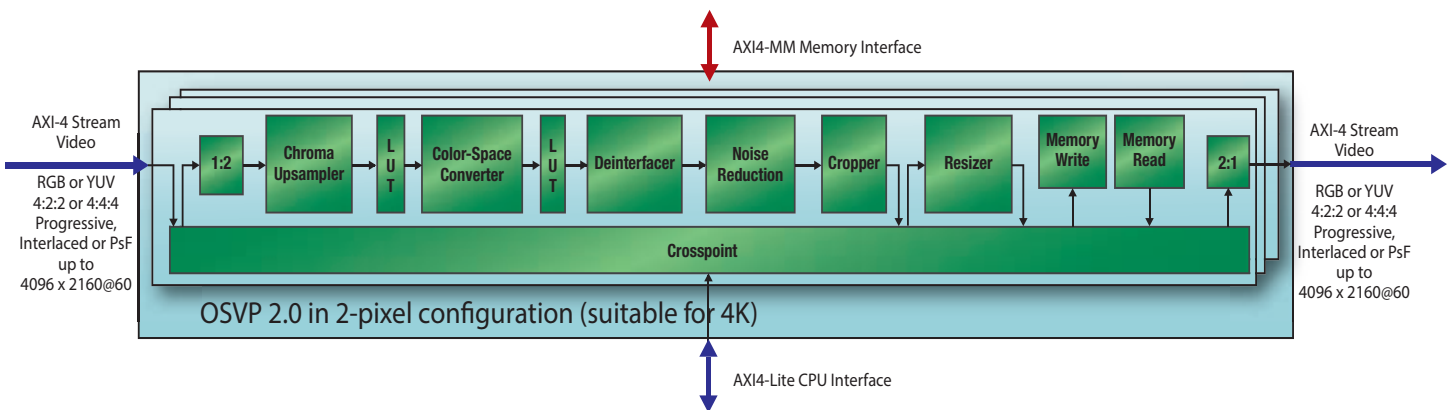 AXI4-MM Memory Interface
AXI-4 Stream
Video
RGB or YUV
4:2:2 or 4:4:4
Progressive,
Interlaced or PsF
up to
4096 x 2160@60
1:2
Chroma
Upsampler
L
U
T
Color-Space
Converter
L
U
T
Deinterfacer
Noise
Reduction
Cropper
Resizer
Memory
Write
Memory
Read
2:1
Crosspoint
OSVP 2.0 in 2-pixel configuration (suitable for 4K)
AXI-4 Stream
Video
RGB or YUV
4:2:2 or 4:4:4
Progressive,
Interlaced or PsF
up to
4096 x 2160@60
AXI4-Lite CPU Interface